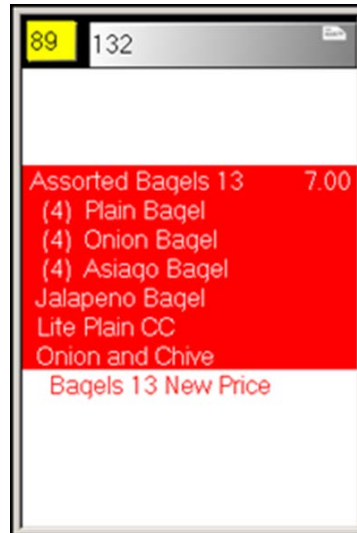 89 132
Assorted Bagels 13 7.00
(4) Plain Bagel
(4) Onion Bagel
(4) Asiago Bagel
Jalapeno Bagel
Lite Plain CC
Onion and Chive
Bagels 13 New Price